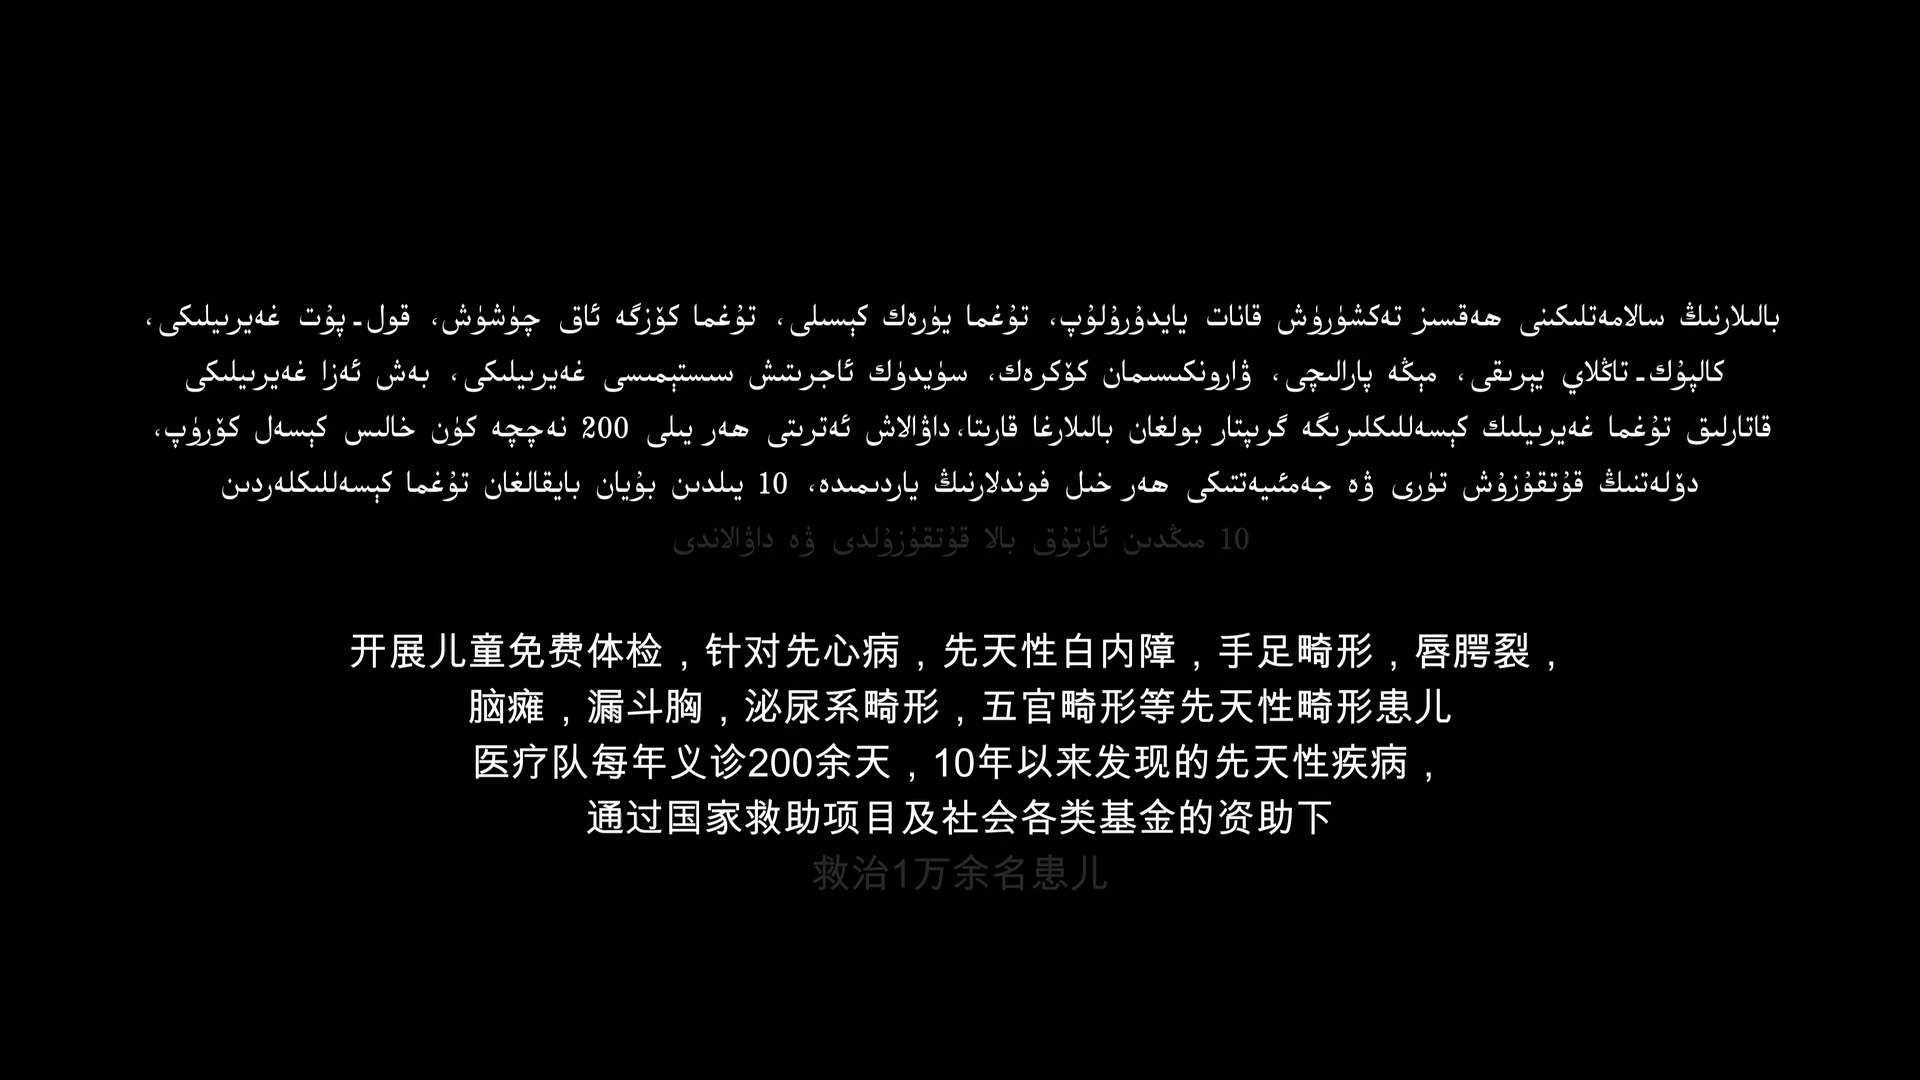 بالىلارنىڭ سالامەتلىكىنى ھەقسىز تەكشۈرۈش قانات يايدۇرۇلۇپ، تۇغما يۈرەك كېسىلى، تۇغما كۆزگە ئاق چۈشۈش، قول-پۇت غەيرىيلىكى،
كالپۇك-تاڭلاي يېرىقى، مېڭە پارالىچى، ۋارونكىسىمان كۆكرەك، سۈيدۈك ئاجرىتىش سىستېمىسى غەيرىيلىكى، بەش ئەزا غەيرىيلىكى
قاتارلىق تۇغما غەيرىيلىك كېسەللىكلىرىگە گرىپتار بولغان بالىلارغا قارىتا،داۋالاش ئەترىتى ھەر يىلى 200 نەچچە كۈن خالىس كېسەل كۆرۈپ،
دۆلەتنىڭ قۇتقۇزۇش تۈرى ۋە جەمئىيەتتىكى ھەر خىل فوندلارنىڭ ياردىمىدە، 10 يىلدىن بۇيان بايقالغان تۇغما كېسەللىكلەردىن
10 مىڭدىن ئارتۇق بالا قۇتقۇزۇلدى ۋە داۋالاندى
开展儿童免费体检，针对先心病，先天性白内障，手足畸形，唇腭裂，
脑瘫，漏斗胸，泌尿系畸形，五官畸形等先天性畸形患儿
医疗队每年义诊200余天，10年以来发现的先天性疾病，
通过国家救助项目及社会各类基金的资助下
救治1万余名患儿